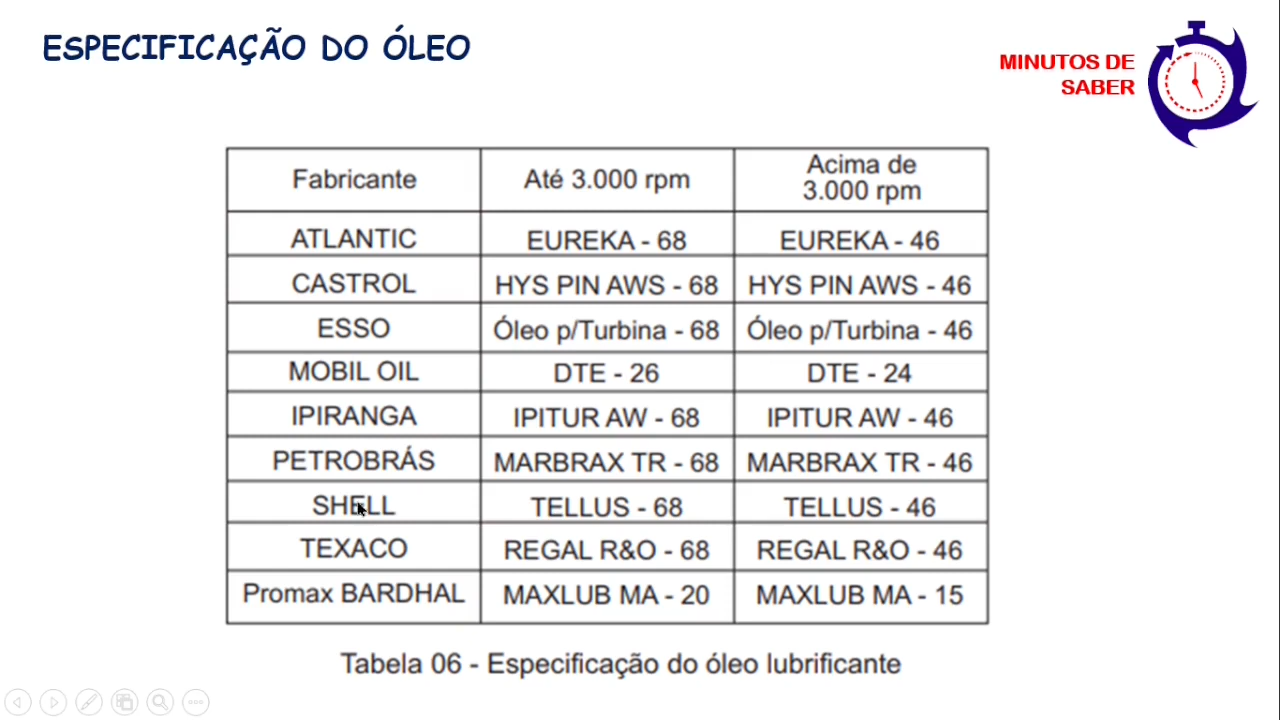 ESPECIFICAÇÃO DO ÓLEO
MINUTOS DE
SABER
Fabricante Até 3.000 rpm Acima de 3.000 rpm
ATLANTIC EUREKA - 68 EUREKA - 46
CASTROL HYS PIN AWS - 68 HYS PIN AWS - 46
ESSO Óleo p/Turbina - 68 Óleo p/Turbina - 46
MOBIL OIL DTE - 26 DTE - 24
IPIRANGA IPITUR AW - 68 IPITUR AW - 46
PETROBRÁS MARBRAX TR - 68 MARBRAX TR - 46
SHELL TELLUS - 68 TELLUS - 46
TEXACO REGAL R&O - 68 REGAL R&O - 46
Promax BARDHAL MAXLUB MA - 20 MAXLUB MA - 15
Tabela 06 - Especificação do óleo lubrificante